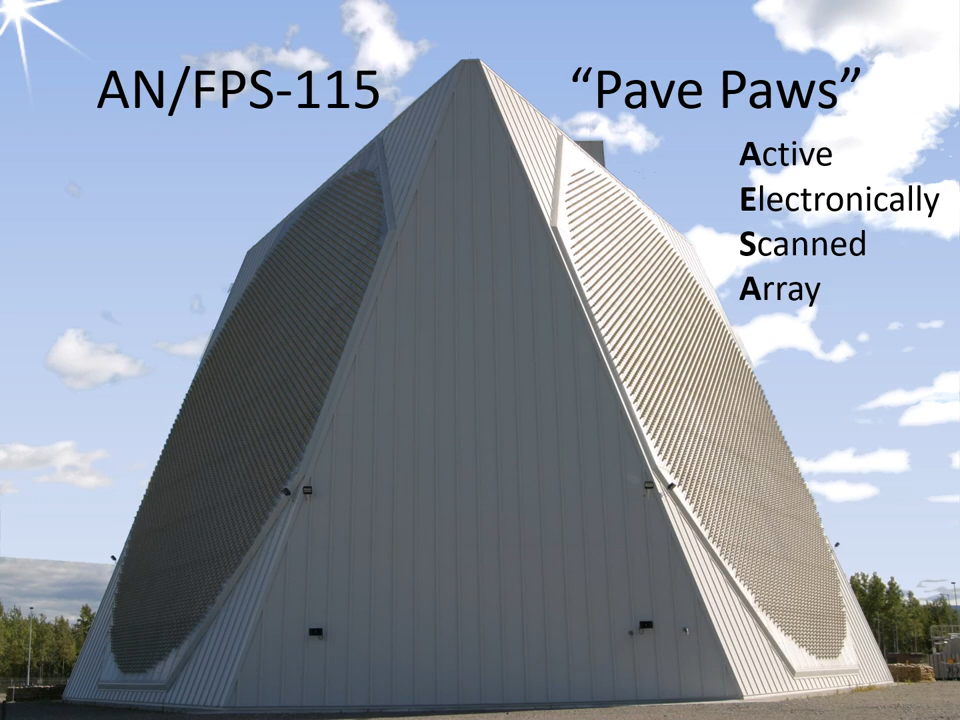 AN/FPS-115
“Pave Paws”
Active
Electronically
Scanned
Array